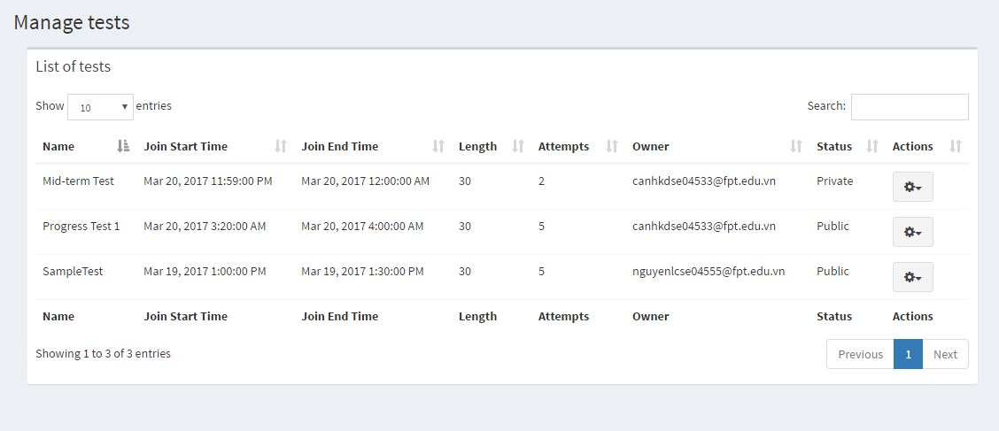 Manage tests
List of tests
Show 10 entries Search:
Name Join Start Time Join End Time Length Attempts Owner Status Actions
Mid-term Test Mar 20, 2017 11:59:00 PM Mar 20, 2017 12:00:00 AM 30 2 canhkdse04533@fpt.edu.vn Private
Progress Test 1 Mar 20, 2017 3:20:00 AM Mar 20, 2017 4:00:00 AM 30 5 canhkdse04533@fpt.edu.vn Public
SampleTest Mar 19, 2017 1:00:00 PM Mar 19, 2017 1:30:00 PM 30 5 nguyenlcse04555@fpt.edu.vn Public
Name Join Start Time Join End Time Length Attempts Owner Status Actions
Showing 1 to 3 of 3 entries Previous 1 Next